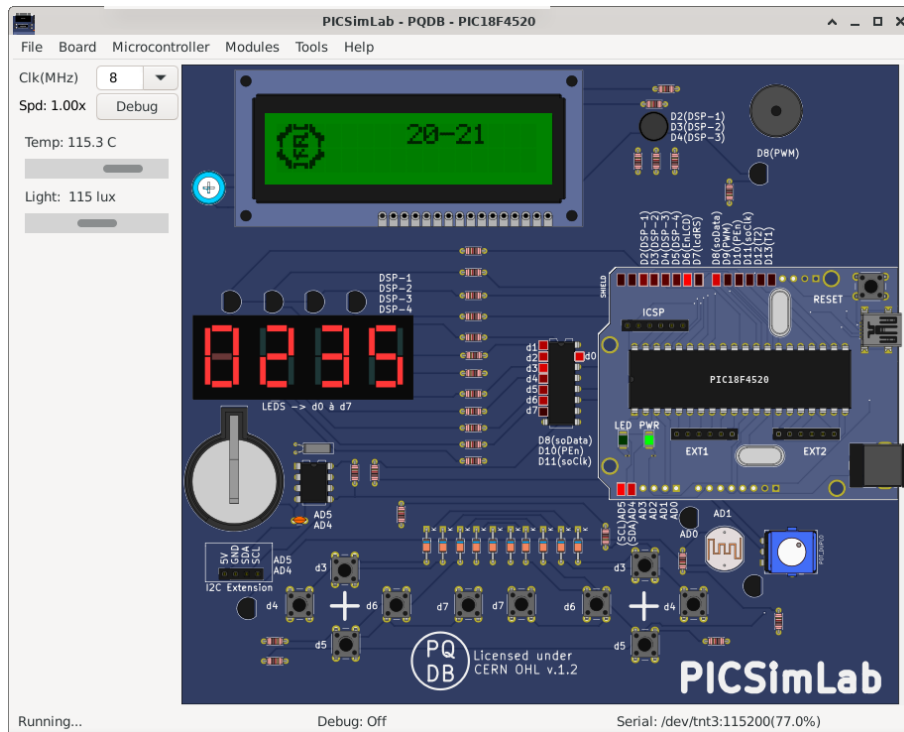 PICSimLab - PQDB - PIC18F4520
File Board Microcontroller Modules Tools Help
Clk(MHz) 8
Spd: 1.00x Debug
Temp: 115.3 C
Light: 115 lux
20-21
D2(DSP-1)
D3(DSP-2)
D4(DSP-3)
D8(PWM)
DSP-1
DSP-2
DSP-3
DSP-4
D2(DSP-1)
D3(DSP-2)
D4(DSP-3)
D5(DSP-4)
D6(EnLCD)
D7(lcdRS)
D8(soData)
D9(PWM)
D10(PEn)
D11(soClk)
D12(T2)
D13(T1)
SHIELD
RESET
ICSP
0235
LEDS -> d0 à d7
d1
d2
d3
d4
d5
d6
d7
d0
D8(soData)
D10(PEn)
D11(soClk)
PIC18F4520
LED PWR
EXT1
EXT2
(SCL)AD5
(SDA)AD4
AD3
AD2
AD1
AD0
AD5
AD4
5V
GND
SDA
SCL
AD5
AD4
I2C Extension
AD0
AD1
d3
d4
d6
d7
d5
d7
d3
d6
d4
d5
PQ
DB
Licensed under
CERN OHL v.1.2
PICSimLab
Running...
Debug: Off
Serial: /dev/tnt3:115200(77.0%)